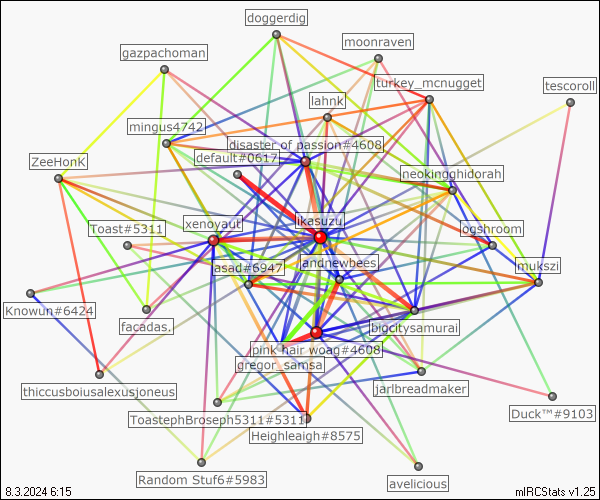 doggerdig
moonraven
gazpachoman
turkey_mcnugget
tescoroll
lahnk
mingus4742
disaster of passion#4608
default#0617
ZeeHonK
neokingghidorah
likasuzu
Toast#5311
xenoyaut
ogshroom
asad#6947
andnewbees
mukszi
Knowun#6424
facadas.
bigcitysamurai
pink hair woag#4608
gregor_samsa
thiccusboiusalexusjoneus
jarlbreadmaker
ToastephBroseph5311#5311
Duck™#9103
Heighleaigh#8575
Random Stuf6#5983
avelicious
8.3.2024 6:15
mIRCStats v1.25